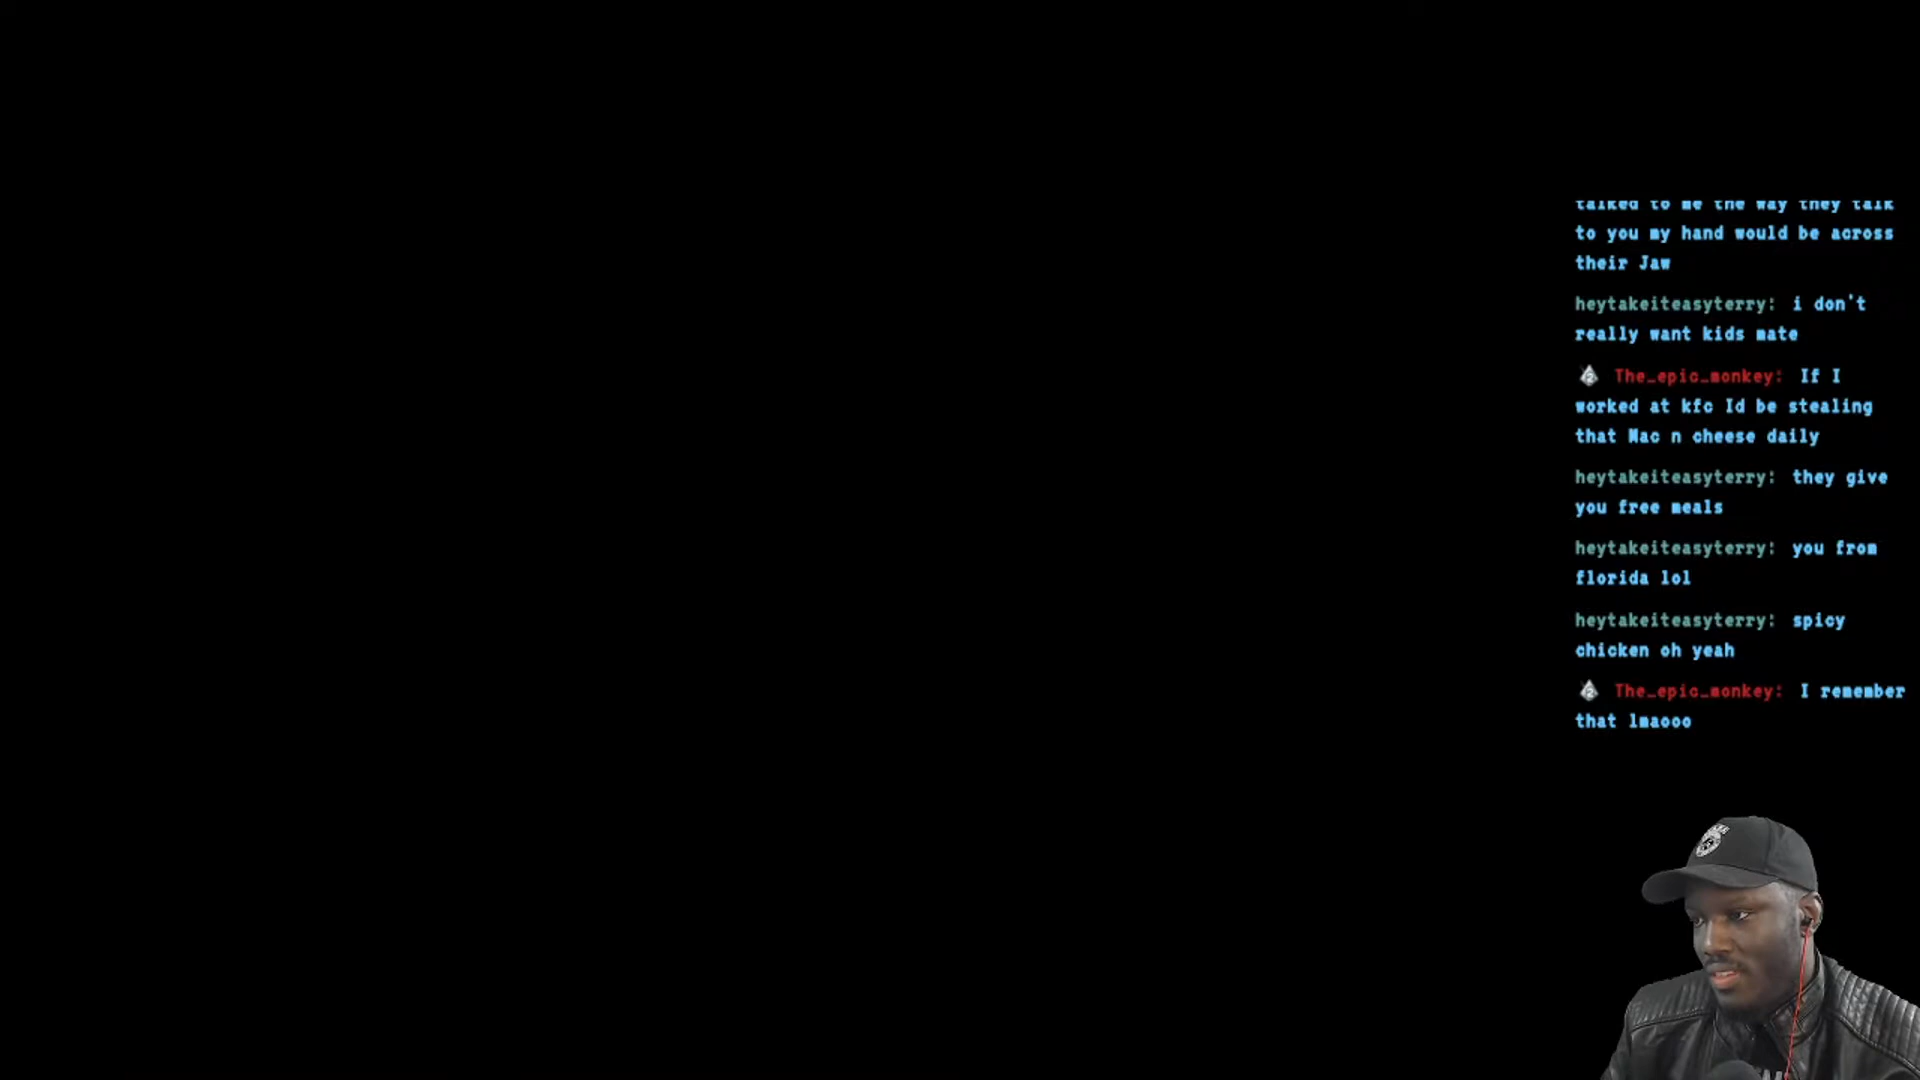 talked to me the way they talk
to you my hand would be across
their Jaw
heytakeiteasyterry: i don't
really want kids mate
The_epic_monkey: If I
worked at kfc Id be stealing
that Mac n cheese daily
heytakeiteasyterry: they give
you free meals
heytakeiteasyterry: you from
florida lol
heytakeiteasyterry: spicy
chicken oh yeah
The_epic_monkey: I remember
that lmaooo